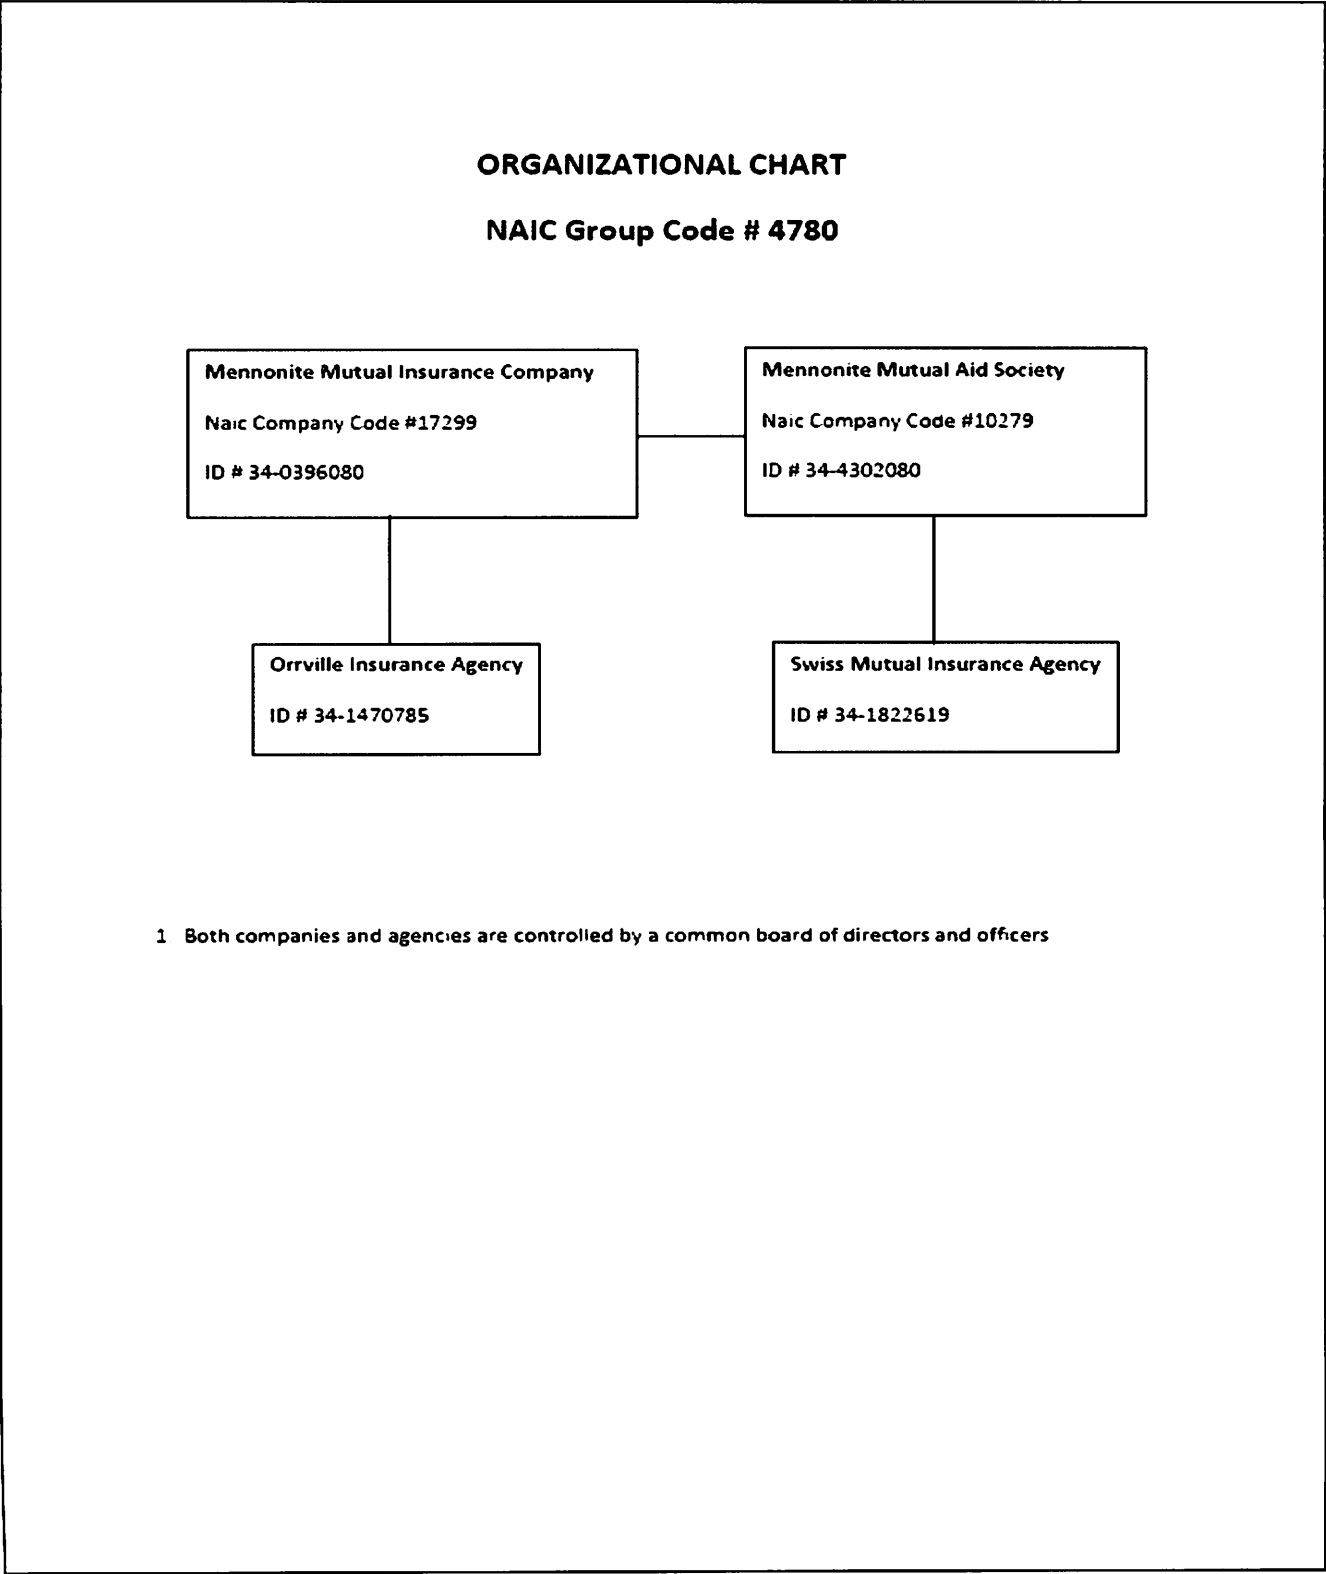 ORGANIZATIONAL CHART
NAIC Group Code # 4780
Mennonite Mutual Insurance Company
Naic Company Code #17299
ID # 34-0396080
Mennonite Mutual Aid Society
Naic Company Code #10279
ID # 34-4302080
Orrville Insurance Agency
ID # 34-1470785
Swiss Mutual Insurance Agency
ID # 34-1822619
1 Both companies and agencies are controlled by a common board of directors and officers